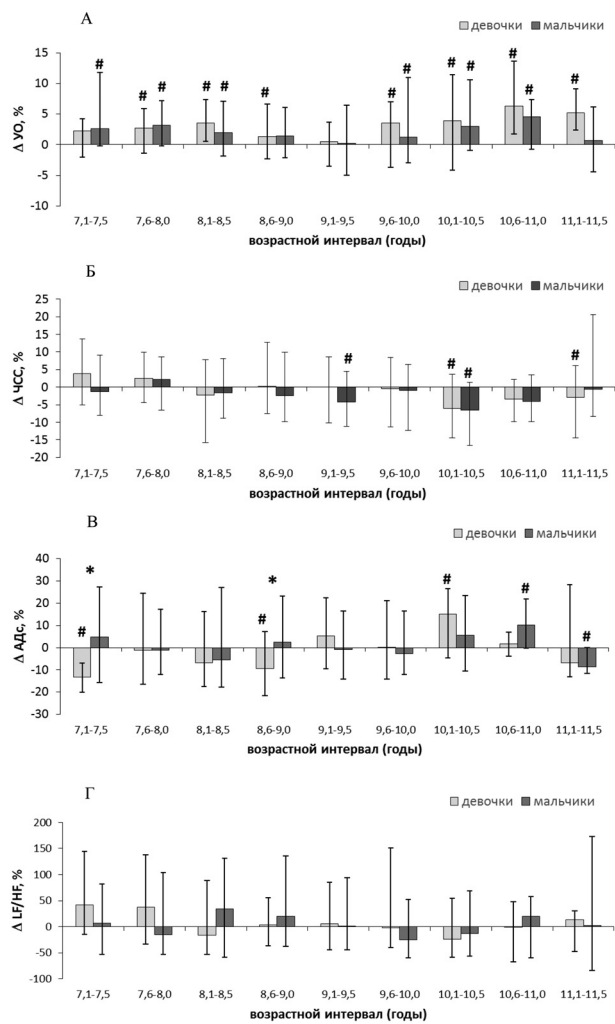 А
девочки мальчики
Δ УО, %
15
10
5
0
-5
-10
# # # # # # # # # # # # # #
7,1-7,5 7,6-8,0 8,1-8,5 8,6-9,0 9,1-9,5 9,6-10,0 10,1-10,5 10,6-11,0 11,1-11,5
возрастной интервал (годы)
Б
девочки мальчики
Δ ЧСС, %
25
20
15
10
5
0
-5
-10
-15
-20
# # # #
7,1-7,5 7,6-8,0 8,1-8,5 8,6-9,0 9,1-9,5 9,6-10,0 10,1-10,5 10,6-11,0 11,1-11,5
возрастной интервал (годы)
В
девочки мальчики
Δ АДс, %
40
30
20
10
0
-10
-20
-30
* *
# # # # #
7,1-7,5 7,6-8,0 8,1-8,5 8,6-9,0 9,1-9,5 9,6-10,0 10,1-10,5 10,6-11,0 11,1-11,5
возрастной интервал (годы)
Г
девочки мальчики
Δ LF/HF, %
200
150
100
50
0
-50
-100
7,1-7,5 7,6-8,0 8,1-8,5 8,6-9,0 9,1-9,5 9,6-10,0 10,1-10,5 10,6-11,0 11,1-11,5
возрастной интервал (годы)